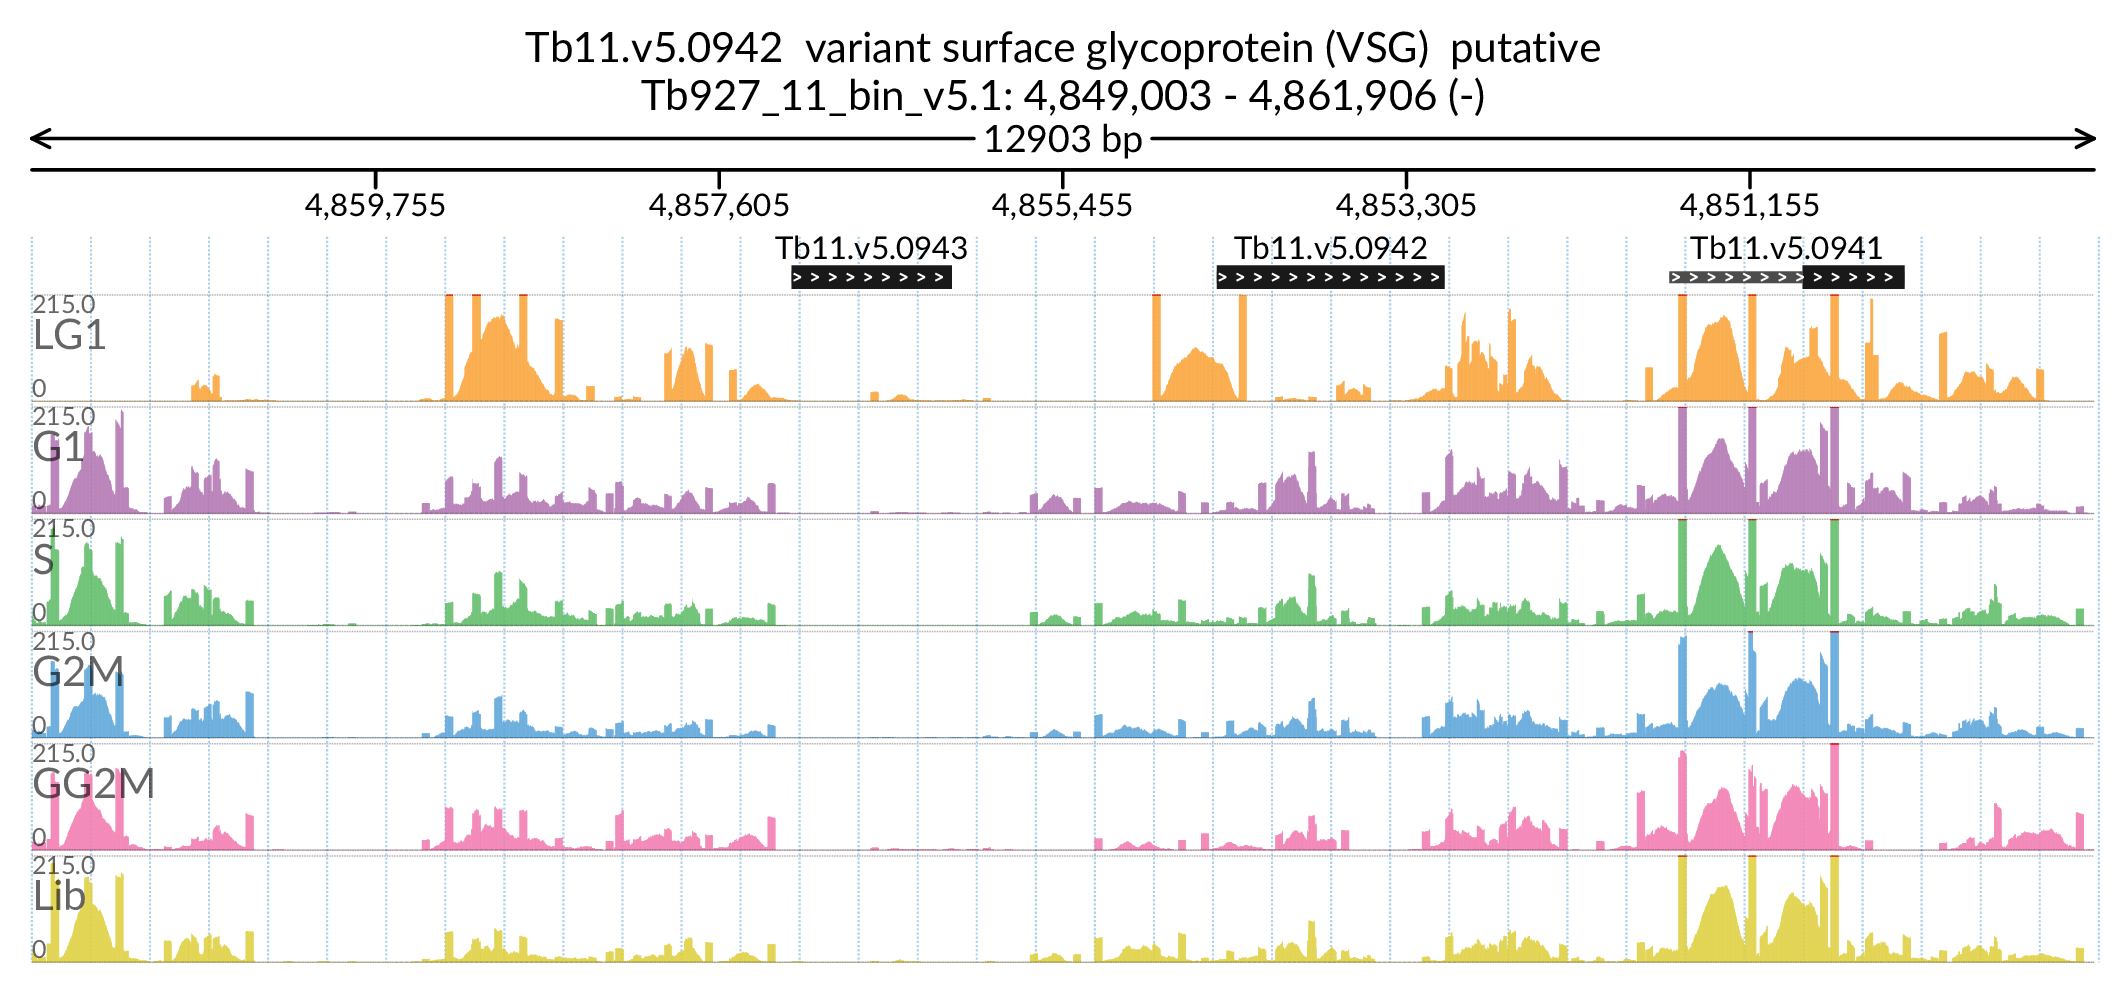 Tb11.v5.0942 variant surface glycoprotein (VSG) putative
Tb927_11_bin_v5.1: 4,849,003 - 4,861,906 (-)
12903 bp
4,859,755 4,857,605 4,855,455 4,853,305 4,851,155
Tb11.v5.0943 Tb11.v5.0942 Tb11.v5.0941
215.0
LG1
0
215.0
G1
0
215.0
S
0
215.0
G2M
0
215.0
GG2M
0
215.0
Lib
0